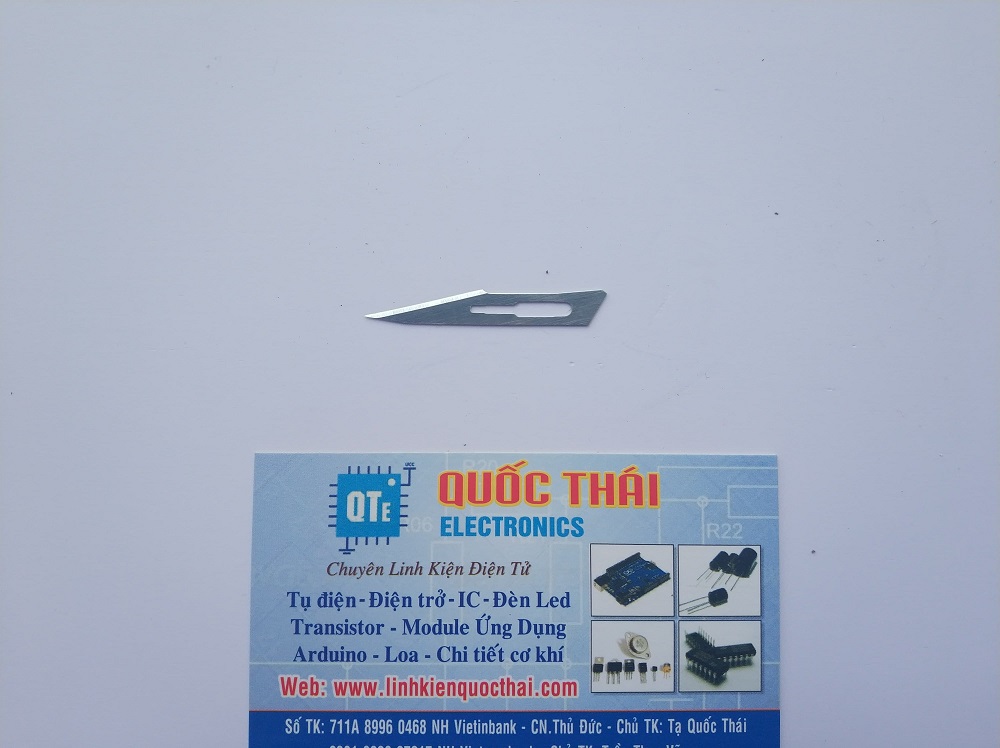 QTE
QUỐC THÁI
ELECTRONICS
R22
Chuyên Linh Kiện Điện Tử
Tụ điện - Điện trở - IC - Đèn Led
Transistor - Module Ứng Dụng
Arduino - Loa - Chi tiết cơ khí
Web: www.linhkienquocthai.com
Số TK: 711A 8996 0468 NH Vietinbank - CN.Thủ Đức - Chủ TK: Tạ Quốc Thái